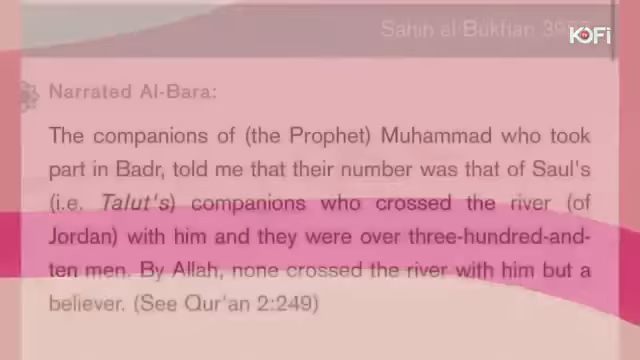 Sahih al-Bukhari
KOFi
Narrated Al-Bara:
The companions of (the Prophet) Muhammad who took
part in Badr, told me that their number was that of Saul's
(i.e. Talut's) companions who crossed the river (of
Jordan) with him and they were over three-hundred-and-
ten men. By Allah, none crossed the river with him but a
believer. (See Qur'an 2:249)